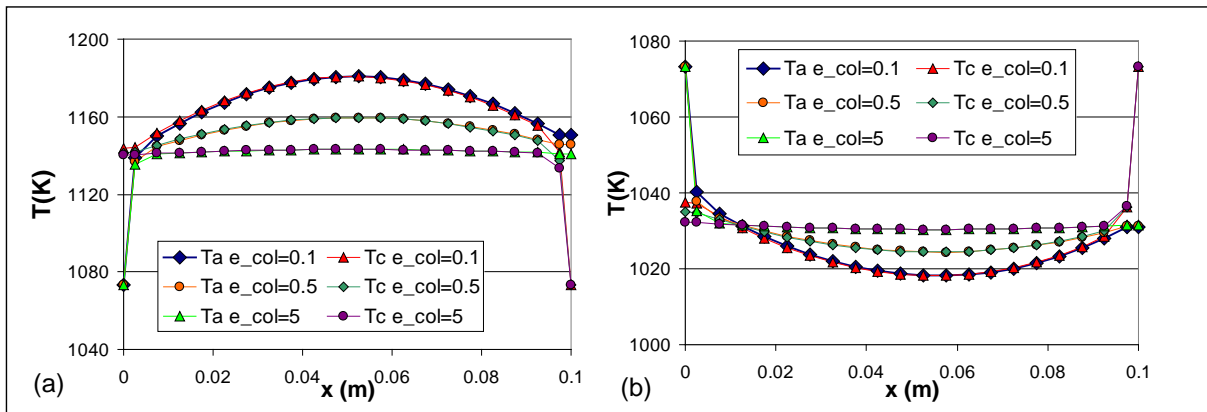 1200
1160
1120
1080
1040
T(K)
Ta e_col=0.1
Tc e_col=0.1
Ta e_col=0.5
Tc e_col=0.5
Ta e_col=5
Tc e_col=5
0
0.02
0.04
0.06
0.08
0.1
x (m)
(a)
1080
1060
1040
1020
1000
T(K)
Ta e_col=0.1
Tc e_col=0.1
Ta e_col=0.5
Tc e_col=0.5
Ta e_col=5
Tc e_col=5
0
0.02
0.04
0.06
0.08
0.1
x (m)
(b)